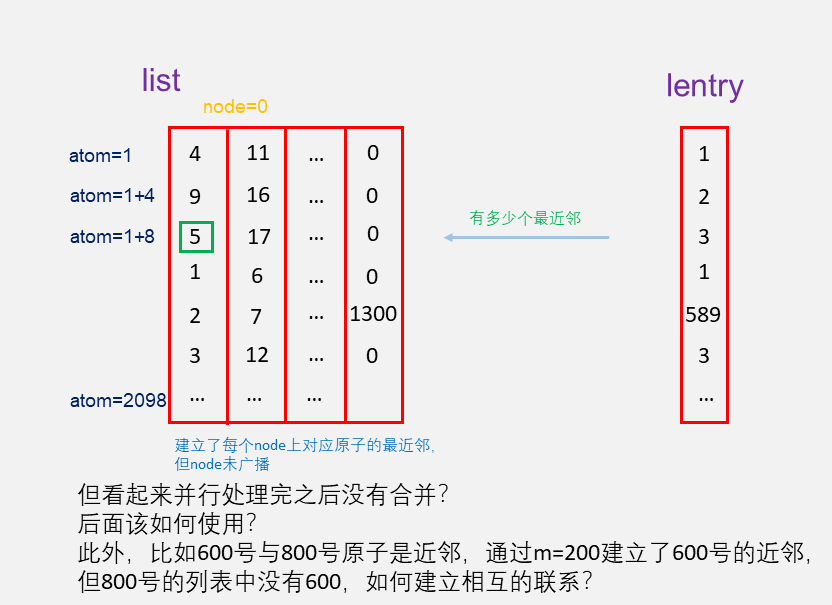 list
lentry
node=0
atom=1 4 11 ... 0 1
atom=1+4 9 16 ... 0 2
atom=1+8 5 17 ... 0 有多少个最近邻 3
1 6 ... 0 1
2 7 ... 1300 589
3 12 ... 0 3
atom=2098 ... ... ... ...
建立了每个node上对应原子的最近邻,
但node未广播
但看起来并行处理完之后没有合并?
后面该如何使用?
此外，比如600号与800号原子是近邻，通过m=200建立了600号的近邻，
但800号的列表中没有600，如何建立相互的联系?